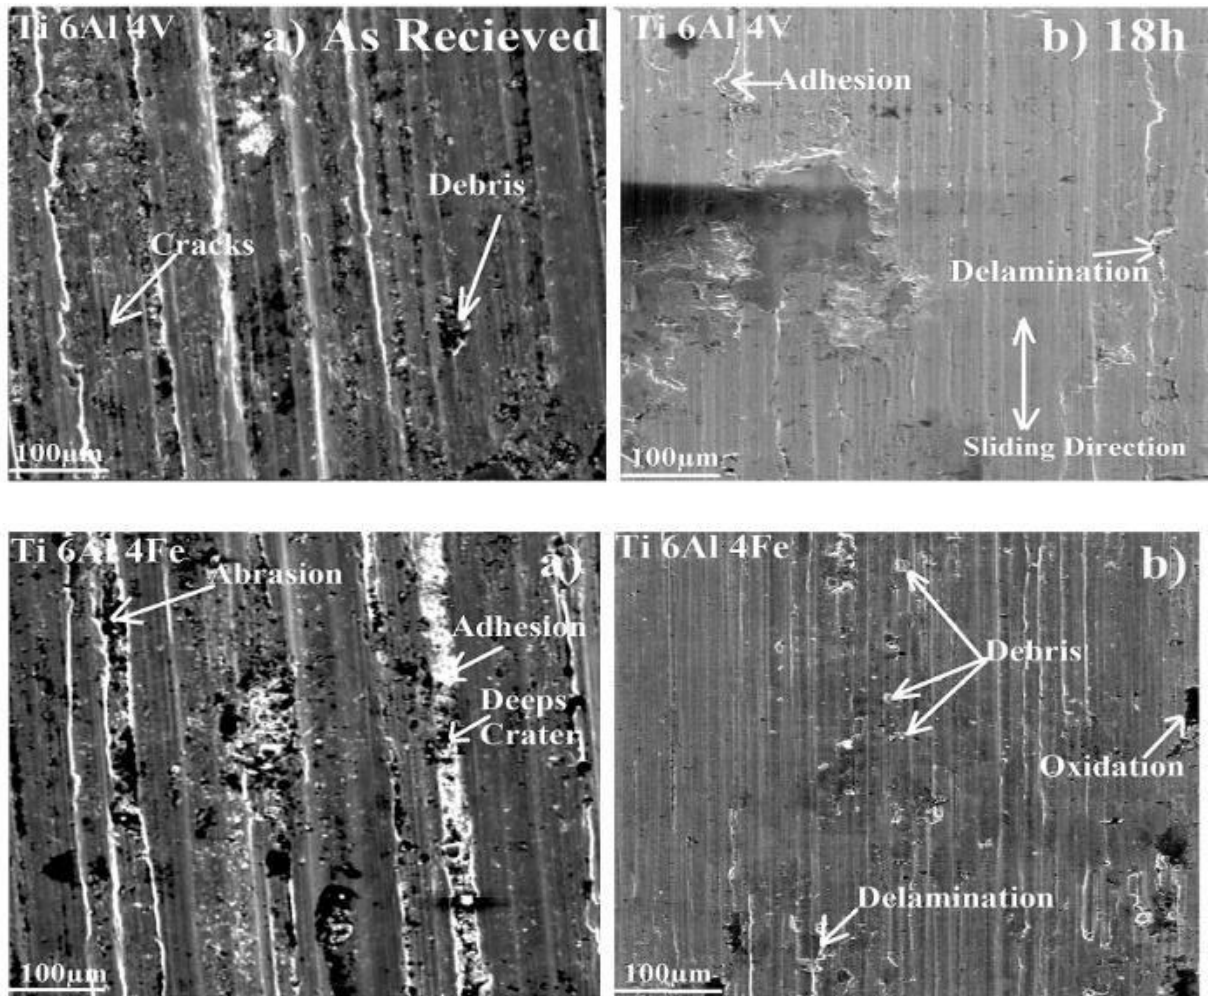 Ti 6Al 4V
a) As Recieved
Debris
Cracks
100μm
Ti 6Al 4V
b) 18h
Adhesion
Delamination
Sliding Direction
100μm
Ti 6Al 4Fe
a)
Abrasion
Adhesion
Deeps
Crater
100μm
Ti 6Al 4Fe
b)
Debris
Oxidation
Delamination
100μm